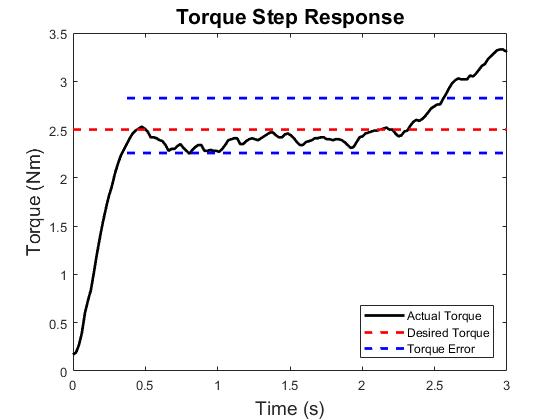 Torque Step Response
3.5
3
2.5
2
1.5
1
0.5
0
Torque (Nm)
Actual Torque
Desired Torque
Torque Error
0 0.5 1 1.5 2 2.5 3
Time (s)